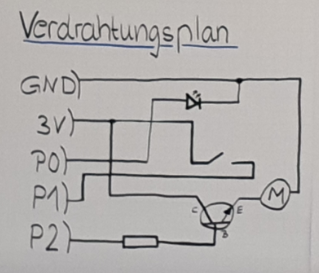 Verdrahtungsplan
GND)
3V)
P0)
P1)
P2)
C
E
B
M